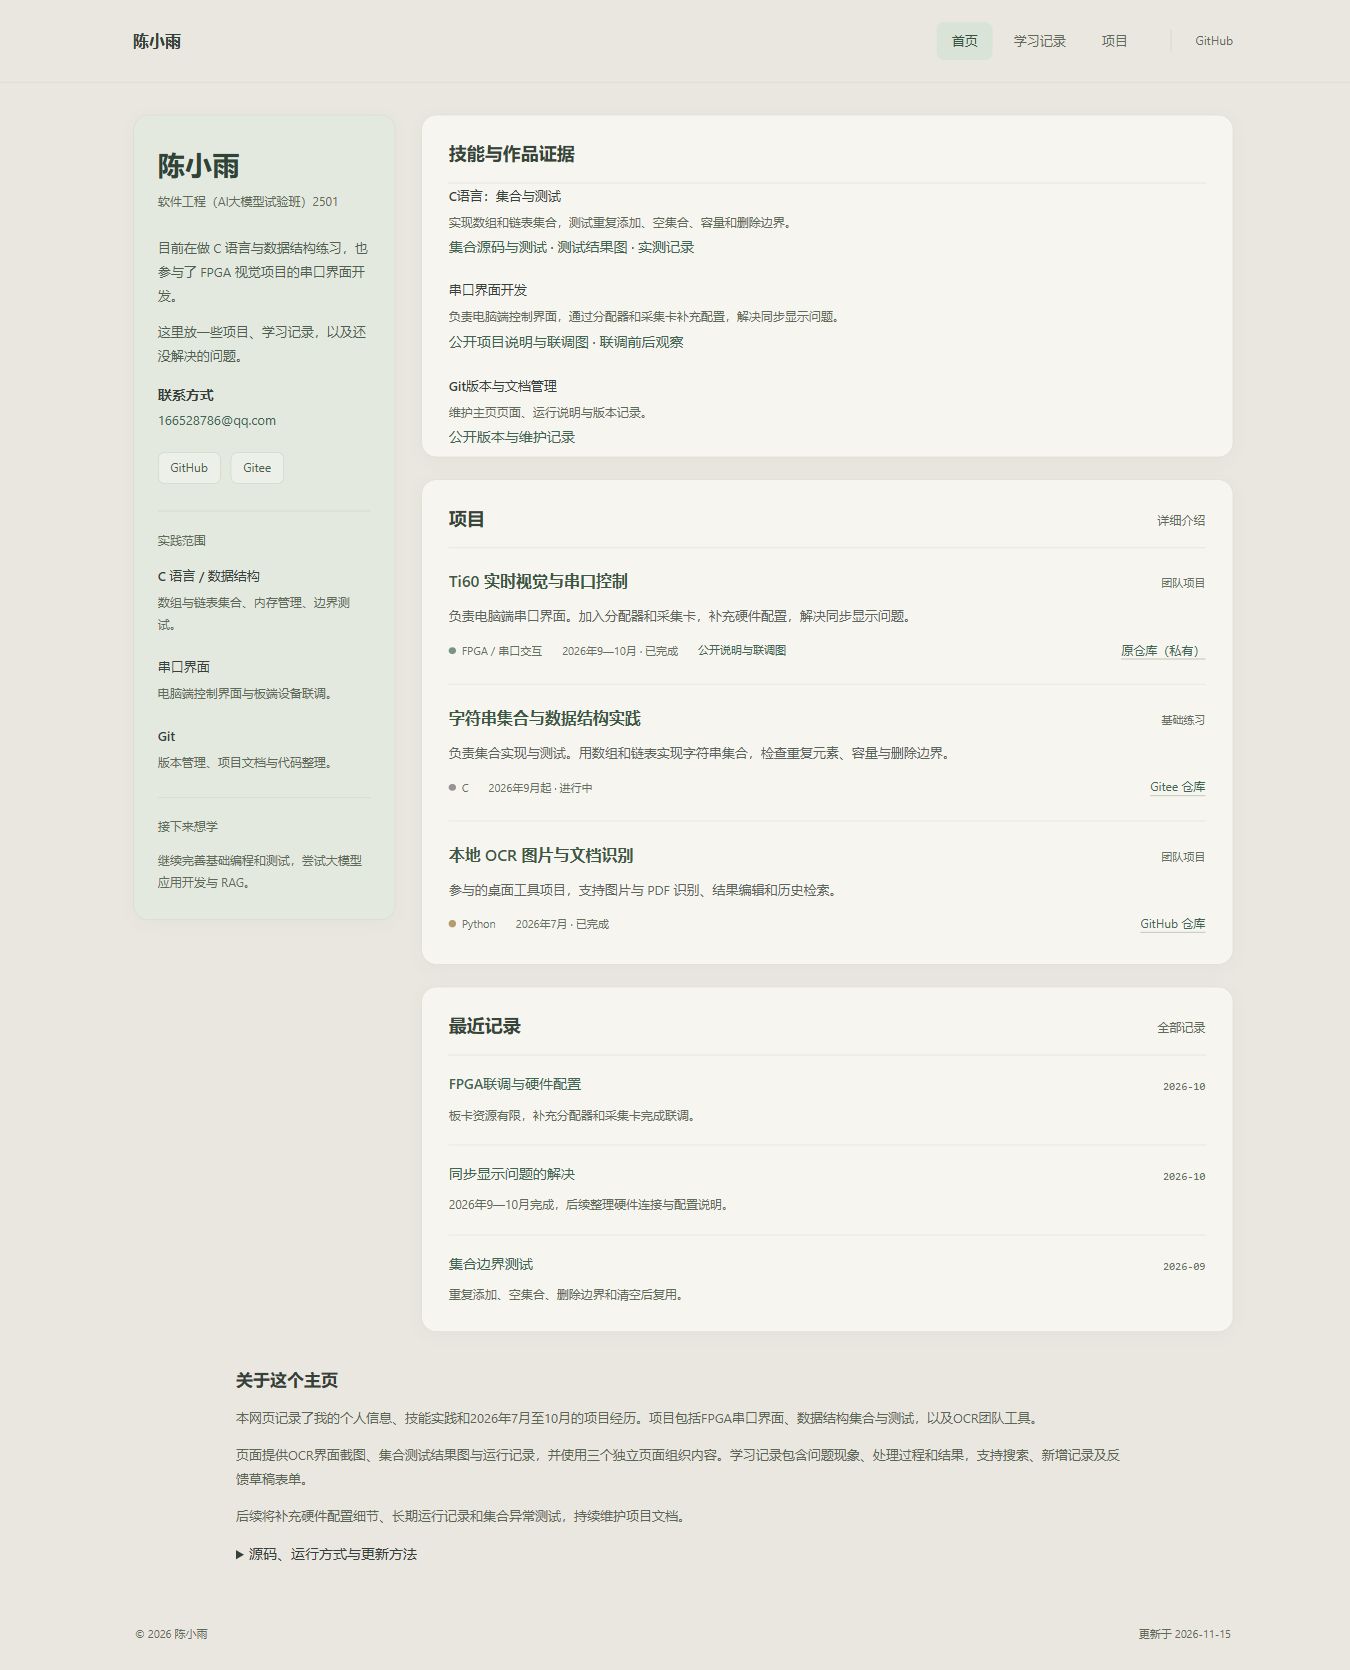 陈小雨
首页 学习记录 项目 GitHub
陈小雨
软件工程（AI大模型试验班）2501
目前在做 C 语言与数据结构练习，也
参与了 FPGA 视觉项目的串口界面开
发。
这里放一些项目、学习记录，以及还
没解决的问题。
联系方式
166528786@qq.com
GitHub Gitee
实践范围
C 语言 / 数据结构
数组与链表集合、内存管理、边界测
试。
串口界面
电脑端控制界面与板端设备联调。
Git
版本管理、项目文档与代码整理。
接下来想学
继续完善基础编程和测试，尝试大模型
应用开发与 RAG。
技能与作品证据
C语言：集合与测试
实现数组和链表集合，测试重复添加、空集合、容量和删除边界。
集合源码与测试 · 测试结果图 · 实测记录
串口界面开发
负责电脑端控制界面，通过分配器和采集卡补充配置，解决同步显示问题。
公开项目说明与联调图 · 联调前后观察
Git版本与文档管理
维护主页页面、运行说明与版本记录。
公开版本与维护记录
项目 详细介绍
Ti60 实时视觉与串口控制 团队项目
负责电脑端串口界面。加入分配器和采集卡，补充硬件配置，解决同步显示问题。
FPGA / 串口交互 2026年9—10月 · 已完成 公开说明与联调图 原仓库（私有）
字符串集合与数据结构实践 基础练习
负责集合实现与测试。用数组和链表实现字符串集合，检查重复元素、容量与删除边界。
C 2026年9月起 · 进行中 Gitee 仓库
本地 OCR 图片与文档识别 团队项目
参与的桌面工具项目，支持图片与 PDF 识别、结果编辑和历史检索。
Python 2026年7月 · 已完成 GitHub 仓库
最近记录 全部记录
FPGA联调与硬件配置 2026-10
板卡资源有限，补充分配器和采集卡完成联调。
同步显示问题的解决 2026-10
2026年9—10月完成，后续整理硬件连接与配置说明。
集合边界测试 2026-09
重复添加、空集合、删除边界和清空后复用。
关于这个主页
本网页记录了我的个人信息、技能实践和2026年7月至10月的项目经历。项目包括FPGA串口界面、数据结构集合与测试，以及OCR团队工具。
页面提供OCR界面截图、集合测试结果图与运行记录，并使用三个独立页面组织内容。学习记录包含问题现象、处理过程和结果，支持搜索、新增记录及反
馈草稿表单。
后续将补充硬件配置细节、长期运行记录和集合异常测试，持续维护项目文档。
▶ 源码、运行方式与更新方法
© 2026 陈小雨 更新于 2026-11-15